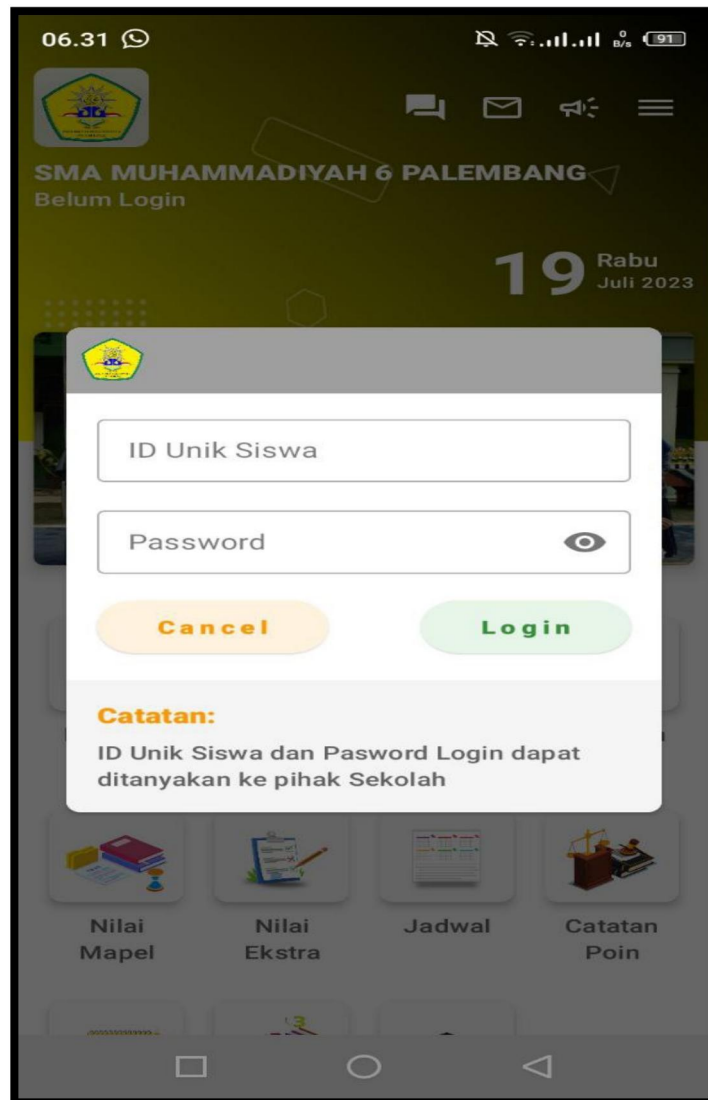 06.31
0
B/s
91
SMA MUHAMMADIYAH 6 PALEMBANG
Belum Login
19
Rabu
Juli 2023
ID Unik Siswa
Password
Cancel
Login
Catatan:
ID Unik Siswa dan Pasword Login dapat
ditanyakan ke pihak Sekolah
Nilai
Mapel
Nilai
Ekstra
Jadwal
Catatan
Poin
3